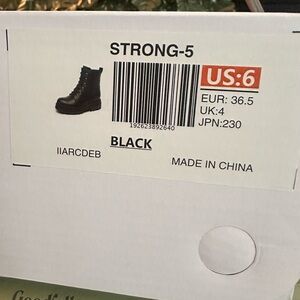 STRONG-5
US:6
EUR: 36.5
UK:4
JPN:230
192623892640
BLACK
IIARCDEB
MADE IN CHINA